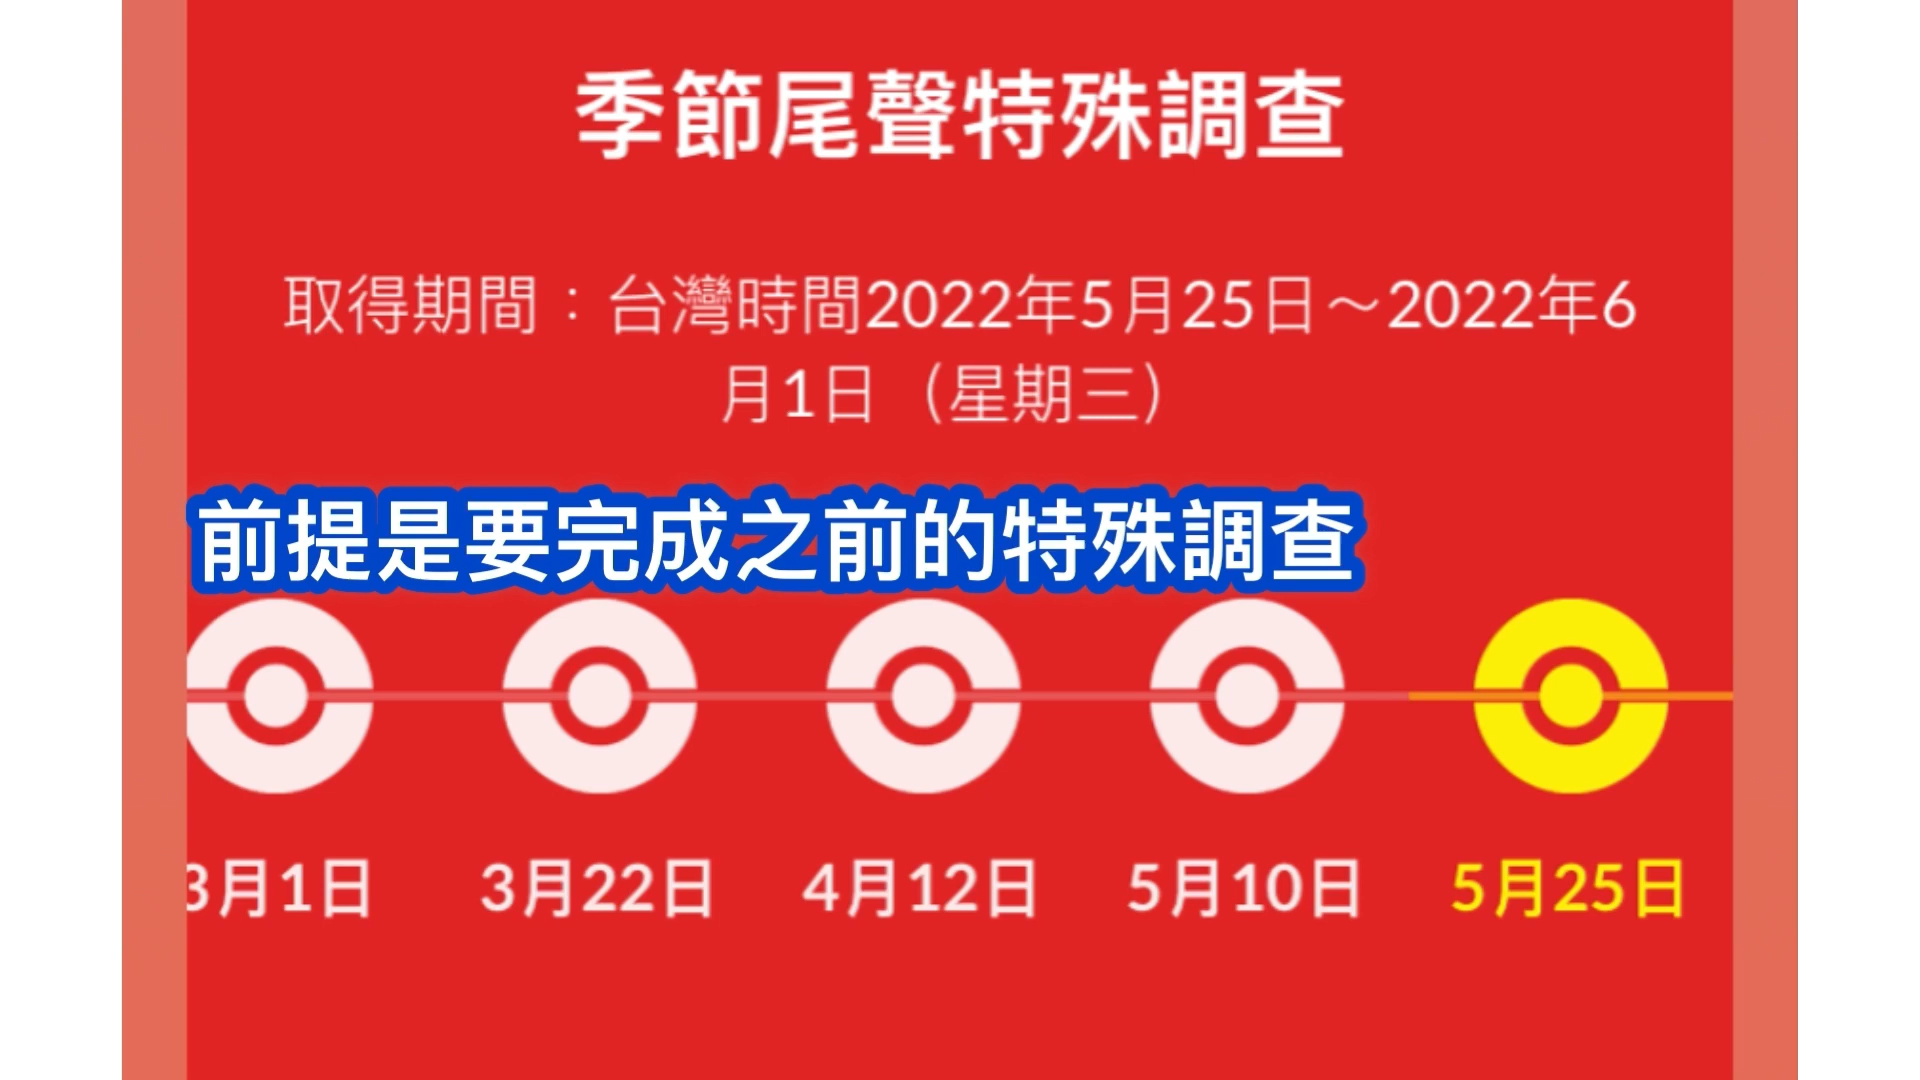 季節尾聲特殊調查
取得期間：台灣時間2022年5月25日～2022年6
月1日（星期三）
前提是要完成之前的特殊調查
3月1日 3月22日 4月12日 5月10日 5月25日